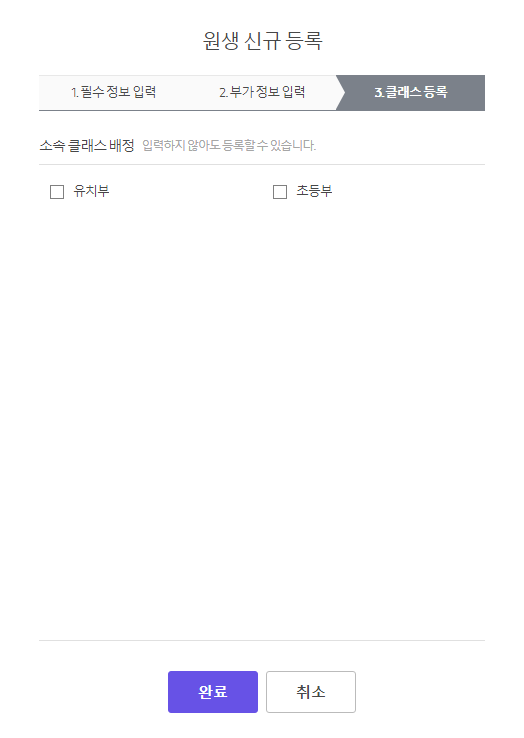 원생 신규 등록
1. 필수 정보 입력 2. 부가 정보 입력 3. 클래스 등록
소속 클래스 배정 입력하지 않아도 등록할 수 있습니다.
유치부 초등부
완료 취소